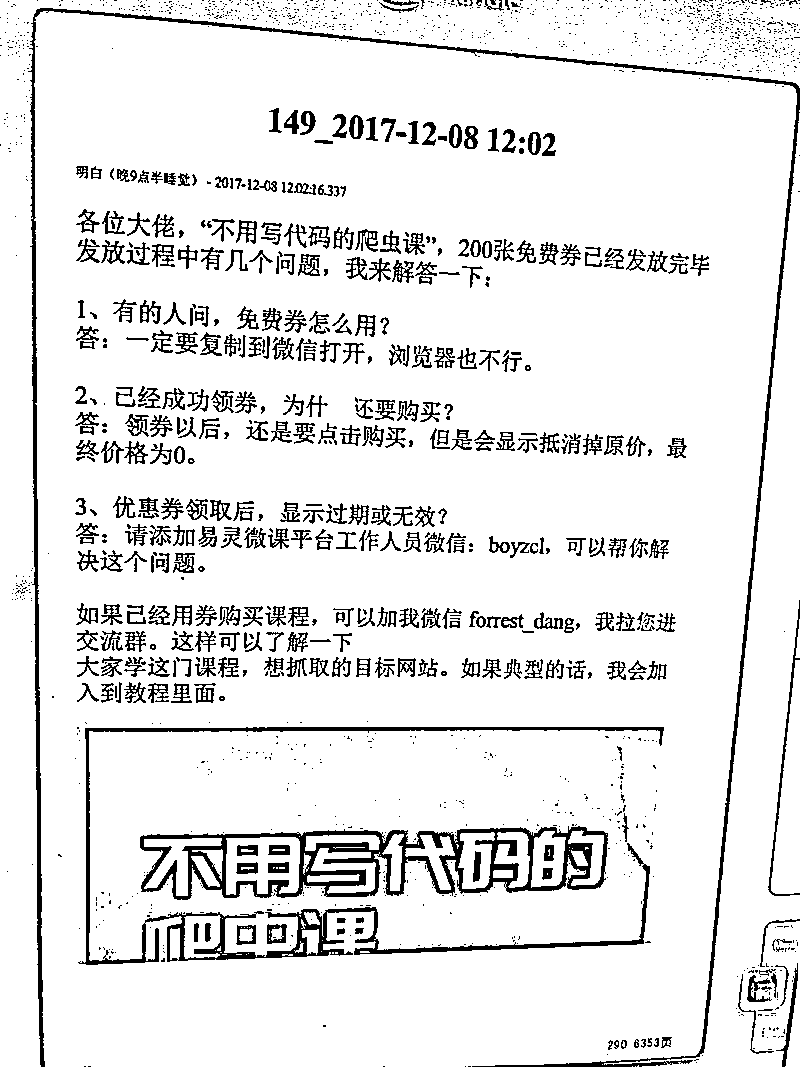 149_2017-12-08 12:02
明白（晚9点半睡觉） - 2017-12-08 12:02:16.337
各位大佬，“不用写代码的爬虫课”，200张免费券已经发放完毕
发放过程中有几个问题，我来解答一下：
1、有的人问，免费券怎么用？
答：一定要复制到微信打开，浏览器也不行。
2、已经成功领券，为什 还要购买？
答：领券以后，还是要点击购买，但是会显示抵消掉原价，最
终价格为0。
3、优惠券领取后，显示过期或无效？
答：请添加易灵微课平台工作人员微信：boyzcl，可以帮你解
决这个问题。
如果已经用券购买课程，可以加我微信 forrest_dang，我拉您进
交流群。这样可以了解一下
大家学这门课程，想抓取的目标网站。如果典型的话，我会加
入到教程里面。
不用写代码的
爬虫课
290 6353页